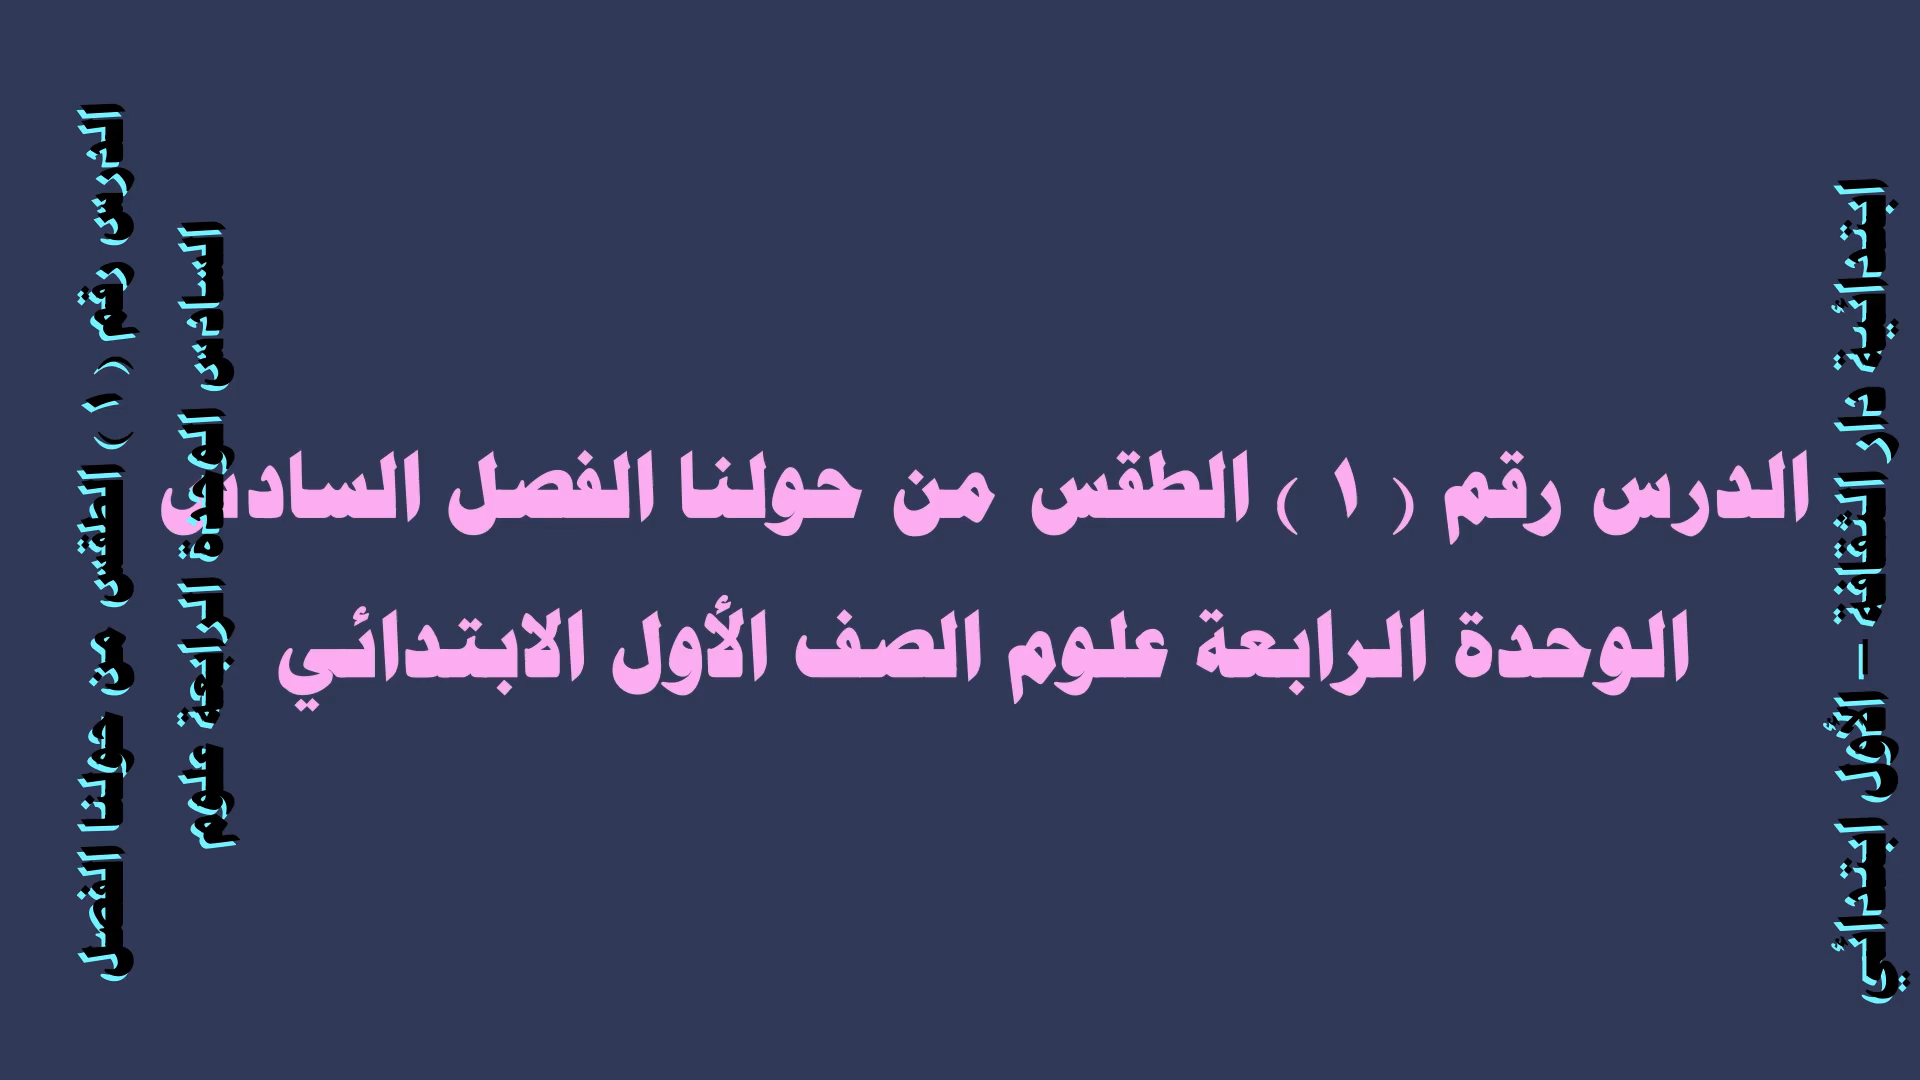 الدرس رقم ( ١ ) الطقس من حولنا الفصل السادس
الوحدة الرابعة علوم الصف الأول الابتدائي
ابتدائية دار الثقافة – الأول ابتدائي
الدرس رقم ( ١ ) الطقس من حولنا الفصل
السادس الوحدة الرابعة علوم